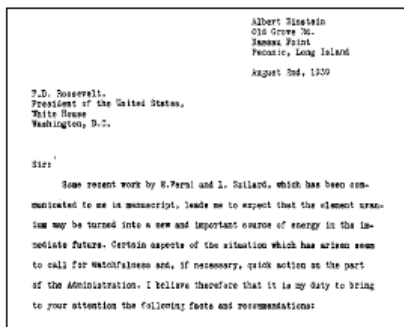 Albert Einstein
Old Grove Rd.
Nassau Point
Peconic, Long Island
August 2nd, 1939
F.D. Roosevelt,
President of the United States,
White House
Washington, D.C.
Sir:
Some recent work by E.Fermi and L. Szilard, which has been com-
municated to me in manuscript, leads me to expect that the element uran-
ium may be turned into a new and important source of energy in the im-
mediate future. Certain aspects of the situation which has arisen seem
to call for watchfulness and, if necessary, quick action on the part
of the Administration. I believe therefore that it is my duty to bring
to your attention the following facts and recommendations: